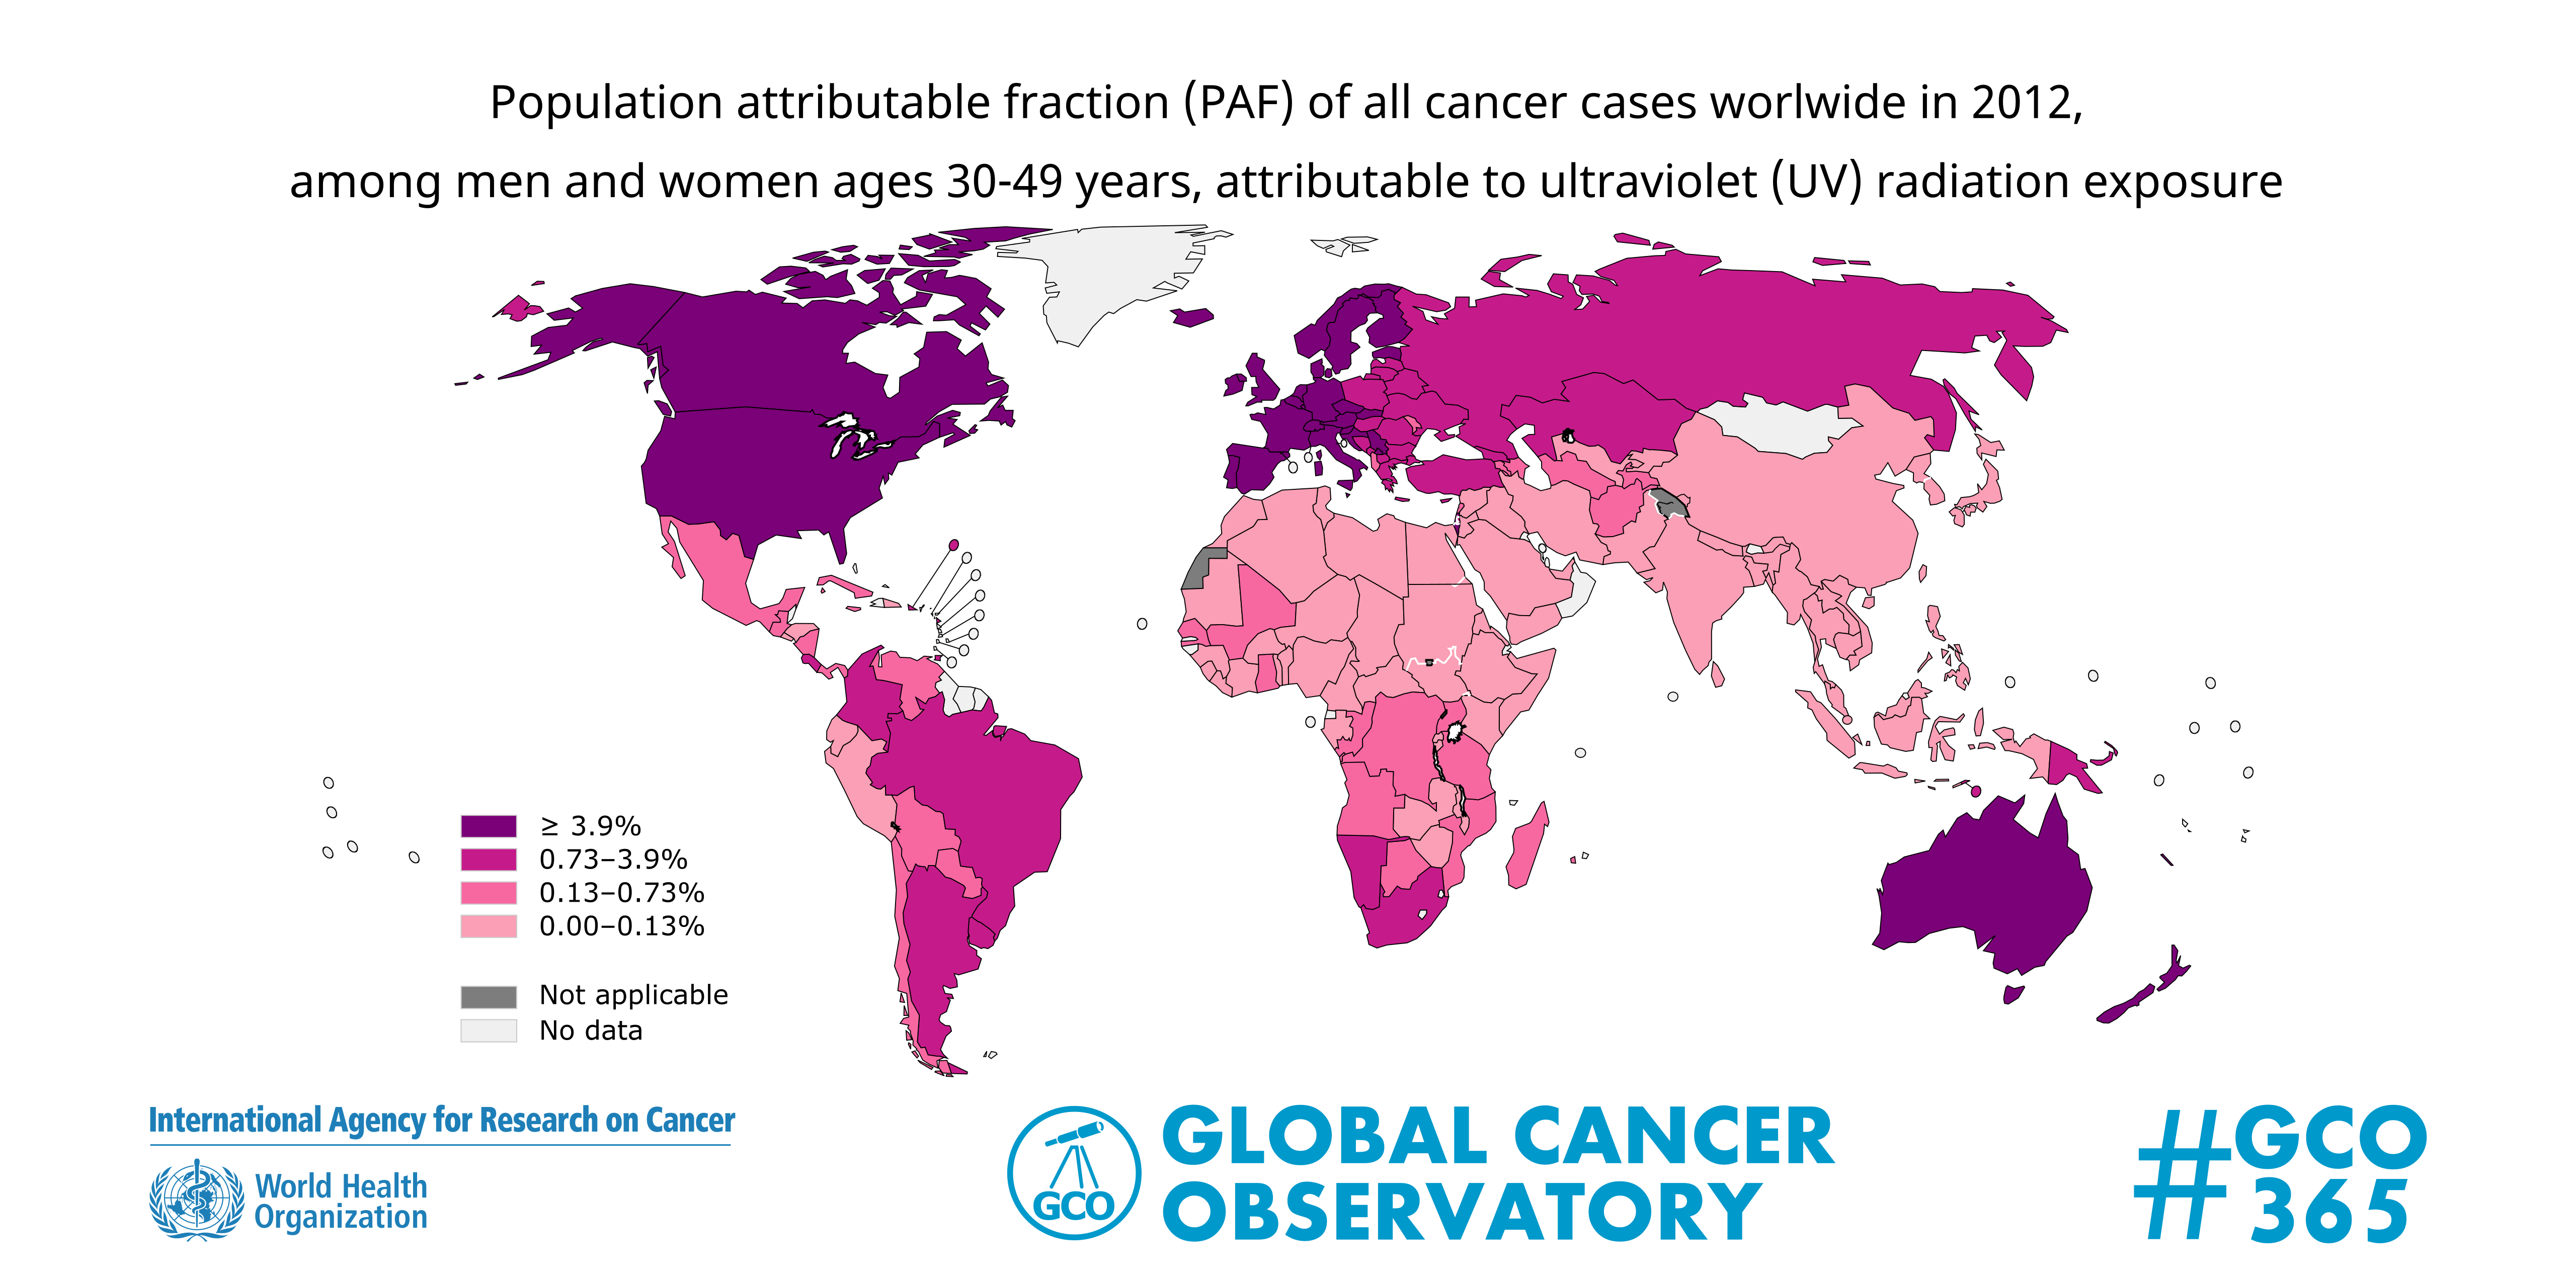 Population attributable fraction (PAF) of all cancer cases worlwide in 2012,
among men and women ages 30-49 years, attributable to ultraviolet (UV) radiation exposure
≥ 3.9%
0.73–3.9%
0.13–0.73%
0.00–0.13%
Not applicable
No data
International Agency for Research on Cancer
World Health
Organization
GCO
GLOBAL CANCER
OBSERVATORY
#GCO
365